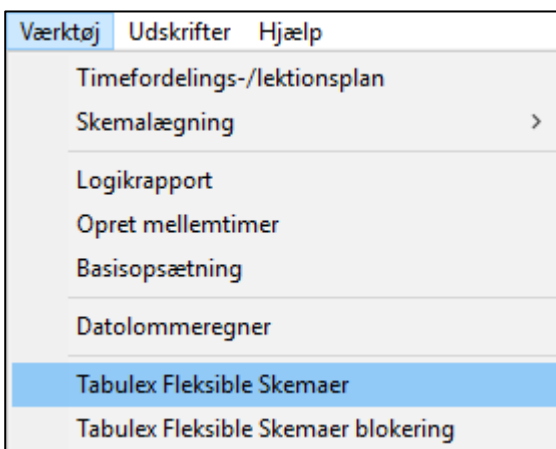 Værktøj Udskrifter Hjælp
Timefordelings-/lektionsplan
Skemalægning
Logikrapport
Opret mellemtimer
Basisopsætning
Datolommeregner
Tabulex Fleksible Skemaer
Tabulex Fleksible Skemaer blokering